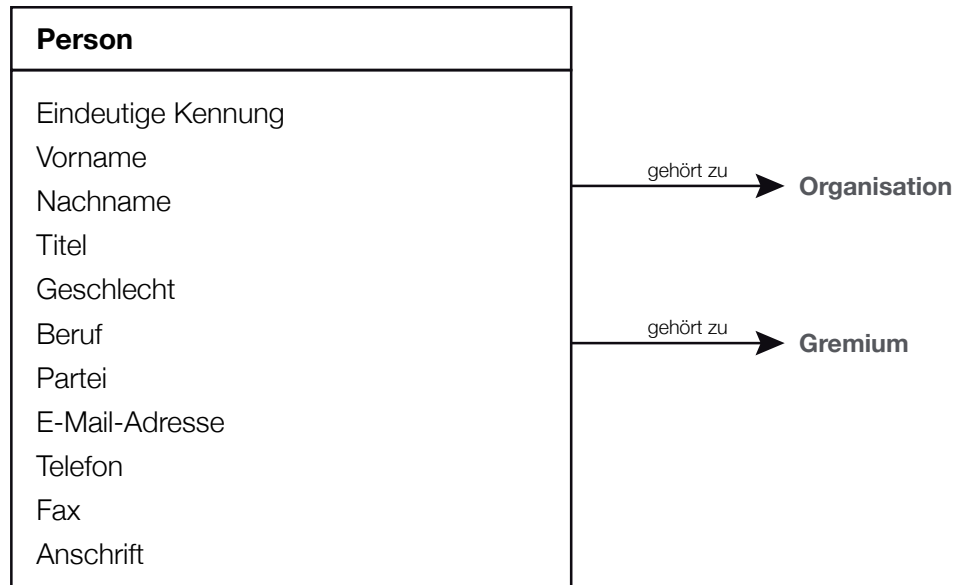 Person
Eindeutige Kennung
Vorname
Nachname
Titel
Geschlecht
Beruf
Partei
E-Mail-Adresse
Telefon
Fax
Anschrift
gehört zu
Organisation
gehört zu
Gremium